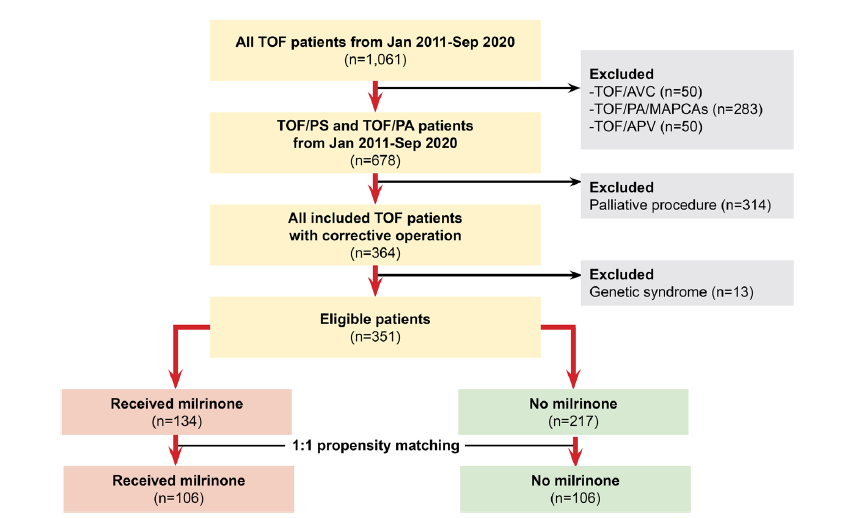 All TOF patients from Jan 2011-Sep 2020
(n=1,061)
Excluded
-TOF/AVC (n=50)
-TOF/PA/MAPCAs (n=283)
-TOF/APV (n=50)
TOF/PS and TOF/PA patients
from Jan 2011-Sep 2020
(n=678)
Excluded
Palliative procedure (n=314)
All included TOF patients
with corrective operation
(n=364)
Excluded
Genetic syndrome (n=13)
Eligible patients
(n=351)
Received milrinone
(n=134)
No milrinone
(n=217)
1:1 propensity matching
Received milrinone
(n=106)
No milrinone
(n=106)